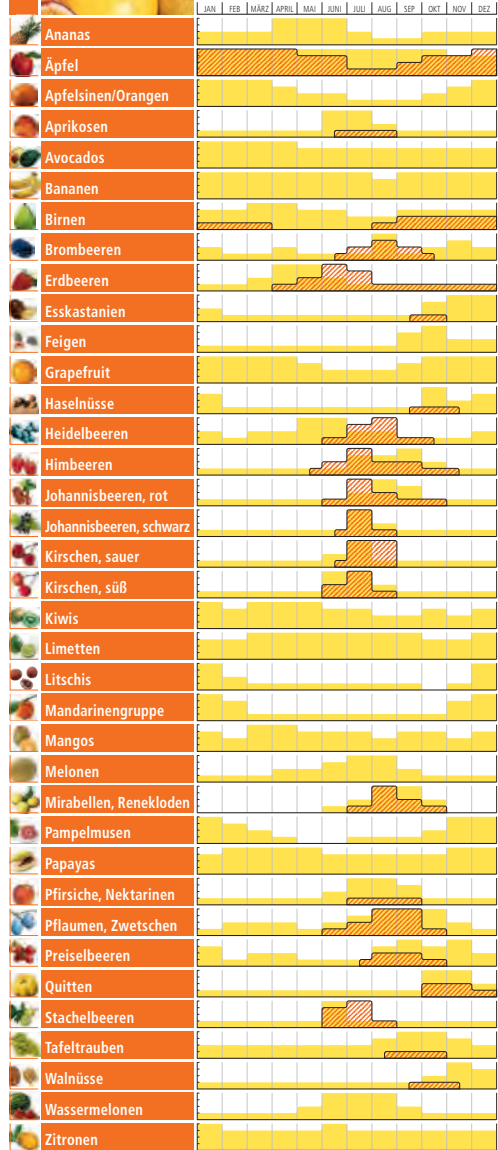 JAN FEB MÄRZ APRIL MAI JUNI JULI AUG SEP OKT NOV DEZ
Ananas
Äpfel
Apfelsinen/Orangen
Aprikosen
Avocados
Bananen
Birnen
Brombeeren
Erdbeeren
Esskastanien
Feigen
Grapefruit
Haselnüsse
Heidelbeeren
Himbeeren
Johannisbeeren, rot
Johannisbeeren, schwarz
Kirschen, sauer
Kirschen, süß
Kiwis
Limetten
Litschis
Mandarinengruppe
Mangos
Melonen
Mirabellen, Renekloden
Pampelmusen
Papayas
Pfirsiche, Nektarinen
Pflaumen, Zwetschen
Preiselbeeren
Quitten
Stachelbeeren
Tafeltrauben
Walnüsse
Wassermelonen
Zitronen